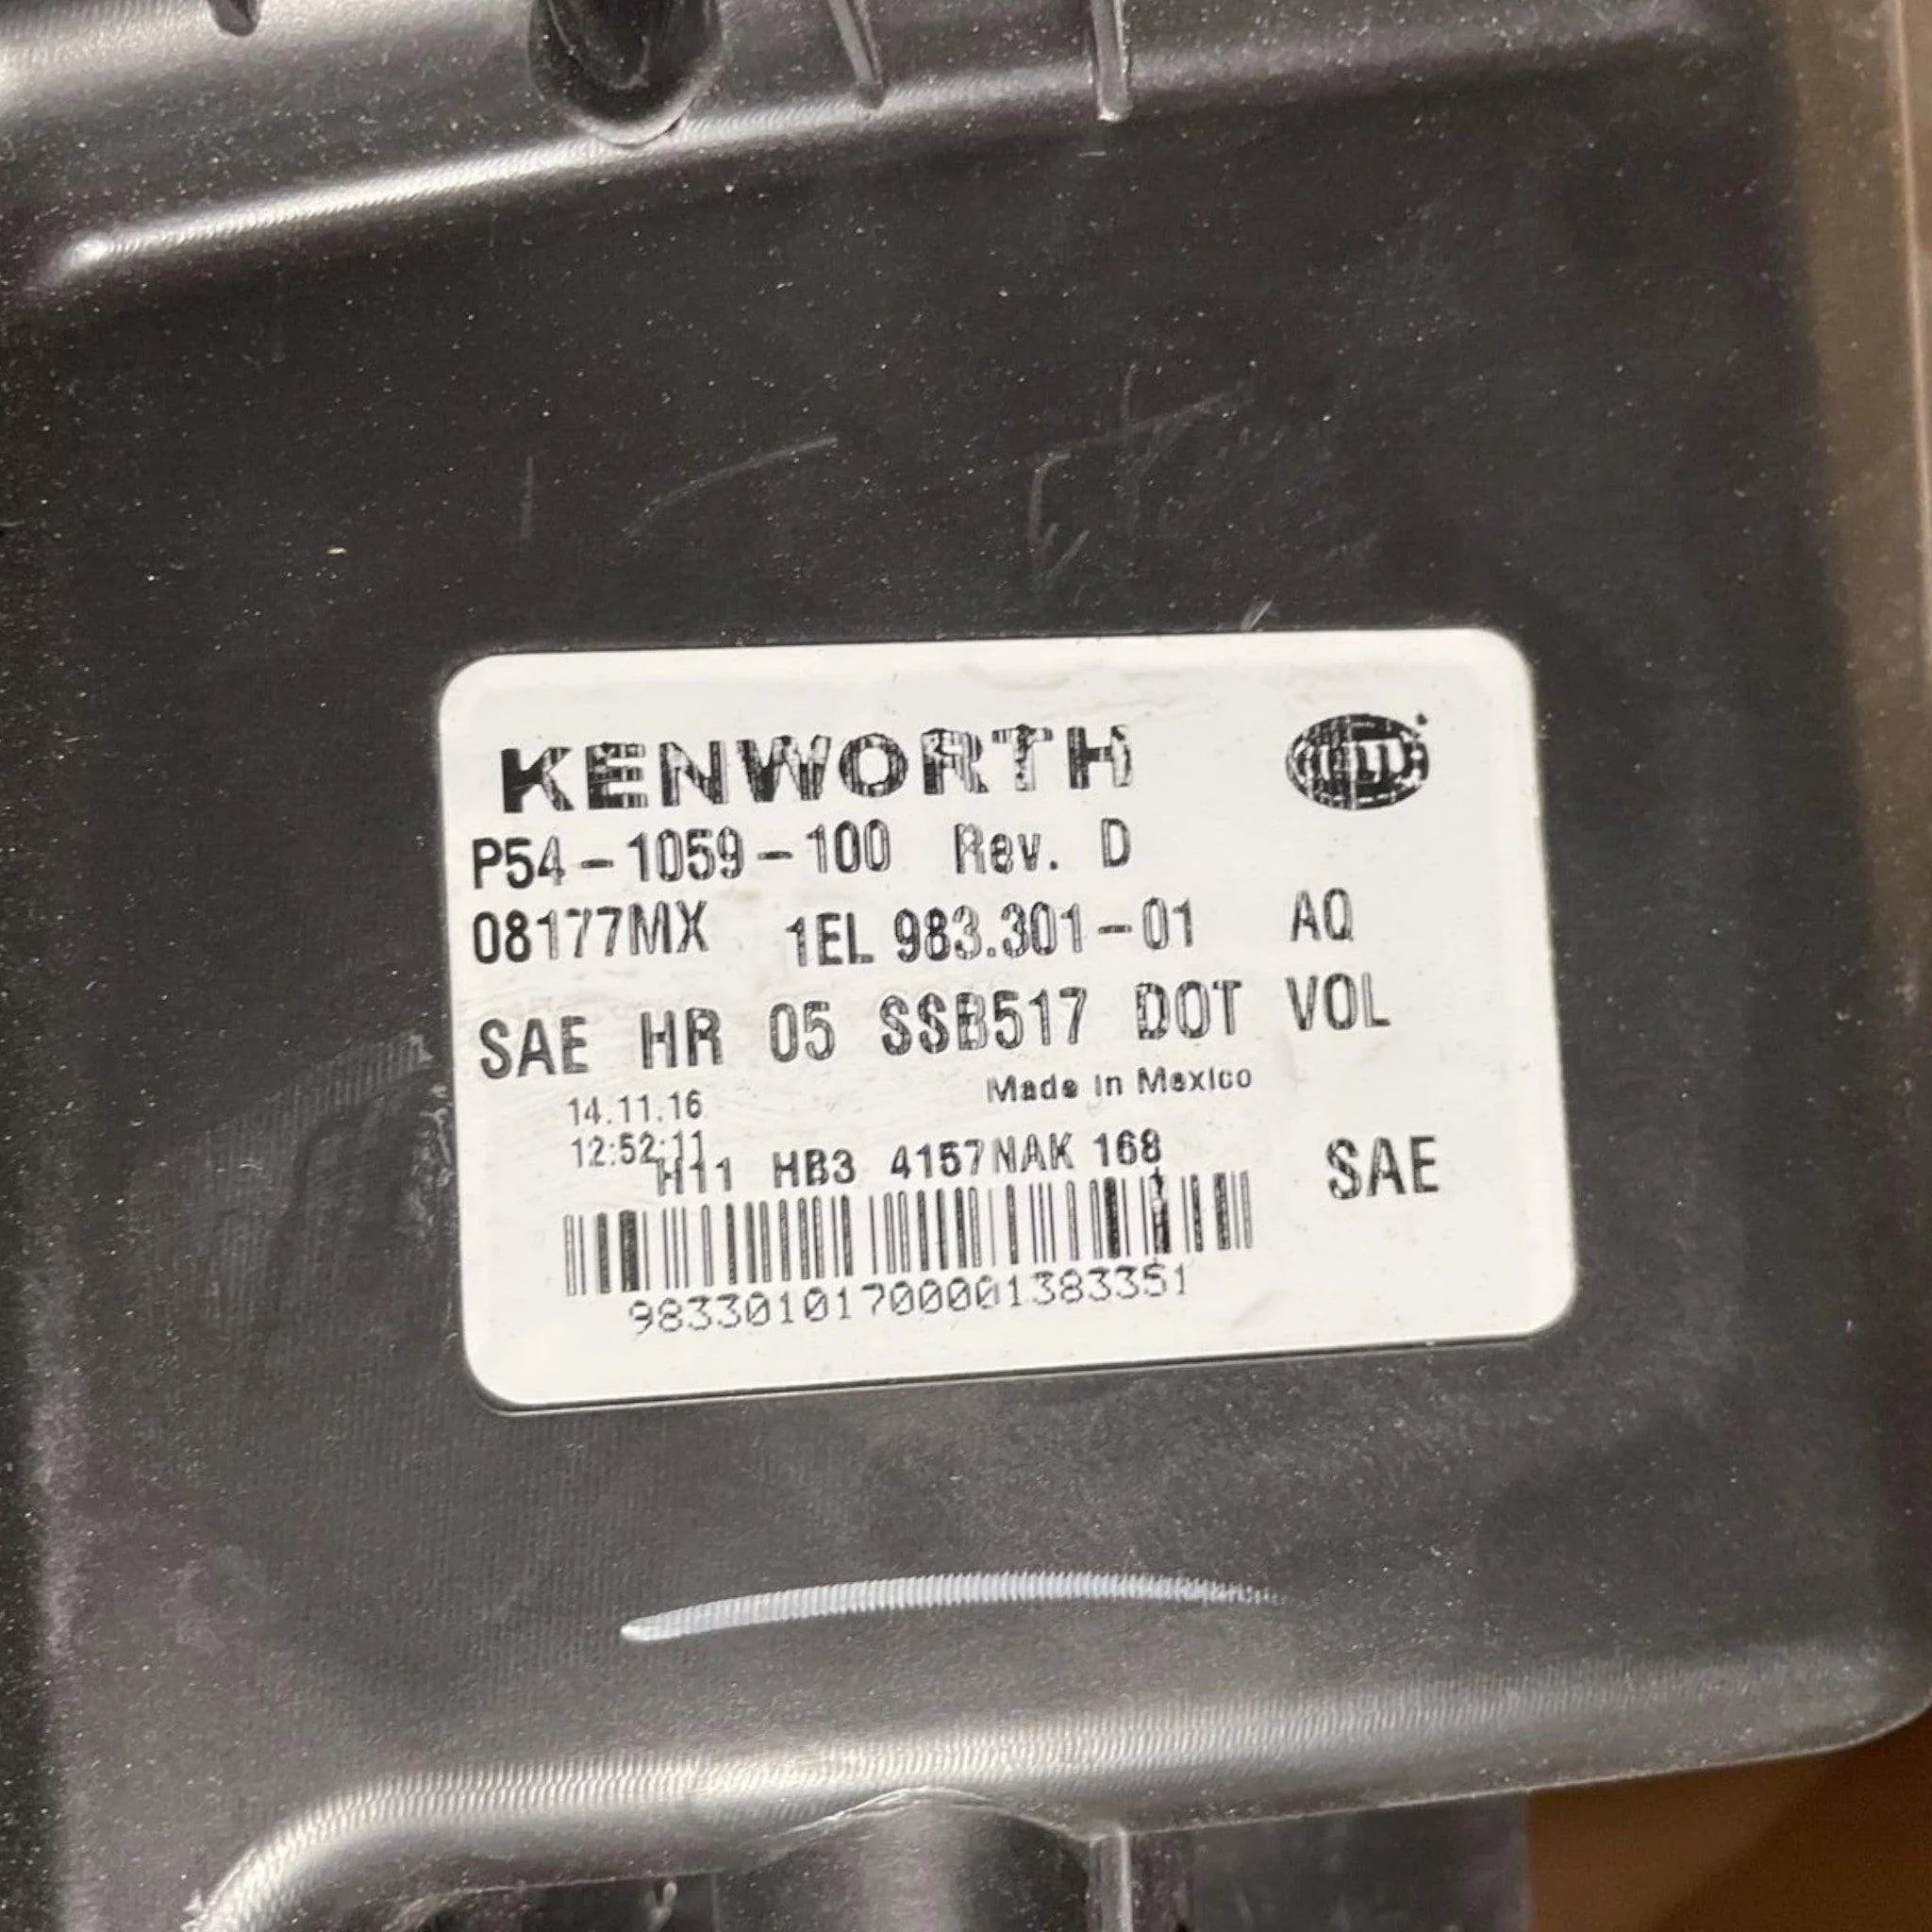 KENWORTH HELLA
P54-1059-100 Rev. D
08177MX 1EL 983.301-01 AQ
SAE HR 05 SSB517 DOT VOL
Made in Mexico
14.11.16
12:52:11
H11 HB3 4157NAK 168
SAE
98330101700001383351